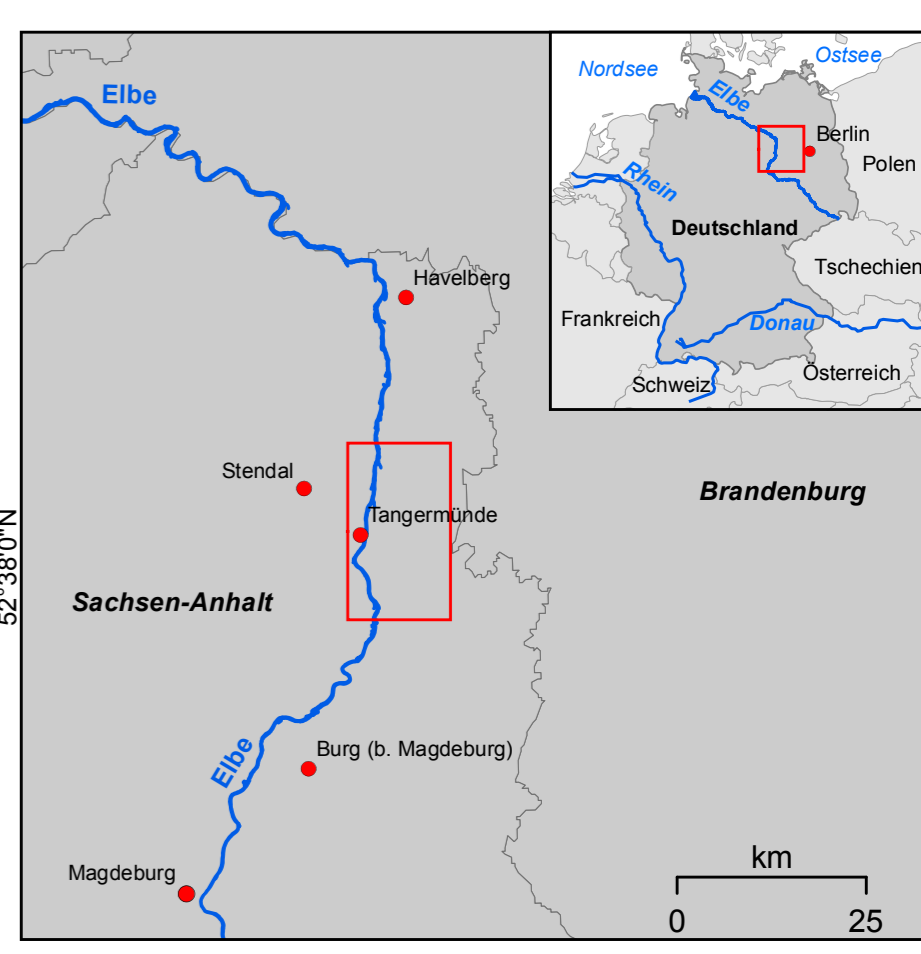 Elbe
Havelberg
Stendal
Tangermünde
Brandenburg
Sachsen-Anhalt
52°38'0"N
Burg (b. Magdeburg)
Elbe
Magdeburg
km
0 25
Nordsee
Ostsee
Elbe
Berlin
Polen
Rhein
Deutschland
Tschechien
Frankreich
Donau
Österreich
Schweiz